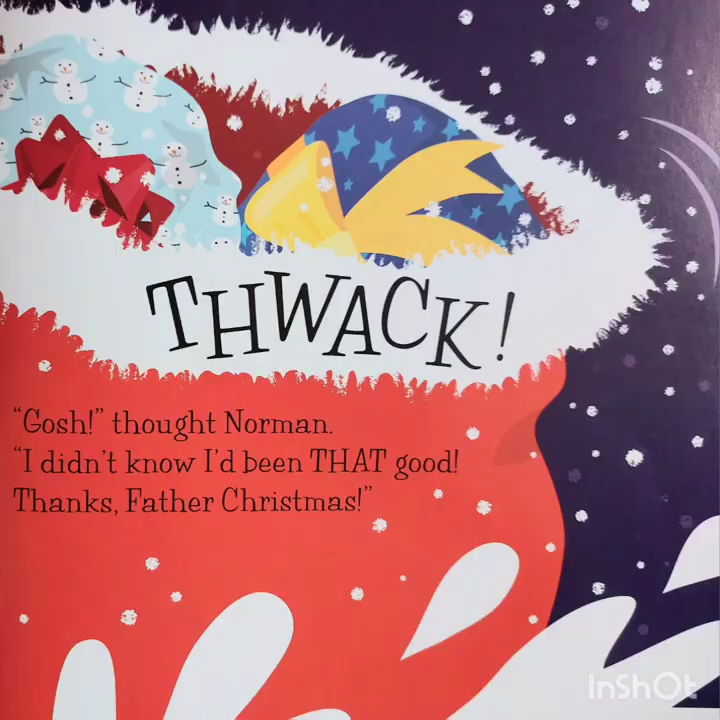 THWACK!
“Gosh!” thought Norman.
“I didn’t know I’d been THAT good!
Thanks, Father Christmas!”
InShOt